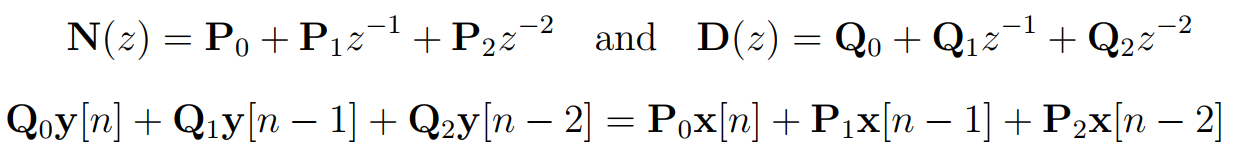 N(z) = P₀ + P₁z⁻¹ + P₂z⁻² and D(z) = Q₀ + Q₁z⁻¹ + Q₂z⁻²
Q₀y[n] + Q₁y[n − 1] + Q₂y[n − 2] = P₀x[n] + P₁x[n − 1] + P₂x[n − 2]